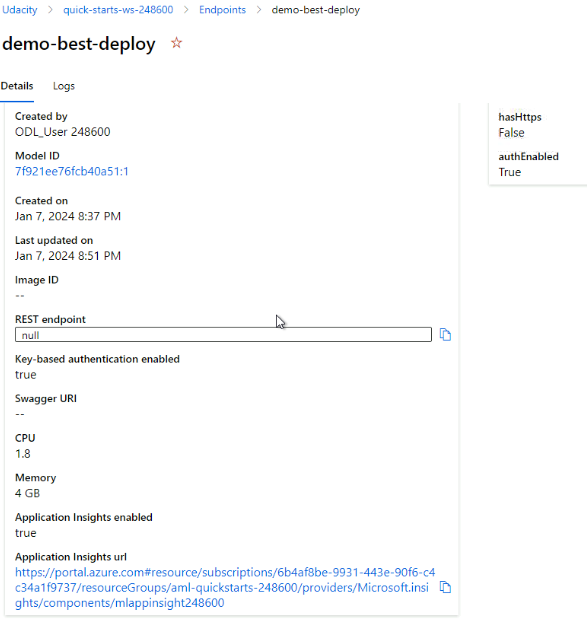 Udacity > quick-starts-ws-248600 > Endpoints > demo-best-deploy
demo-best-deploy
Details Logs
Created by
ODL_User 248600
Model ID
7f921ee76fcb40a51:1
Created on
Jan 7, 2024 8:37 PM
Last updated on
Jan 7, 2024 8:51 PM
Image ID
--
REST endpoint
null
Key-based authentication enabled
true
Swagger URI
--
CPU
1.8
Memory
4 GB
Application Insights enabled
true
Application Insights url
https://portal.azure.com#resource/subscriptions/6b4af8be-9931-443e-90f6-c4
c34a1f9737/resourceGroups/aml-quickstarts-248600/providers/Microsoft.insi
ghts/components/mlappinsight248600
hasHttps
False
authEnabled
True